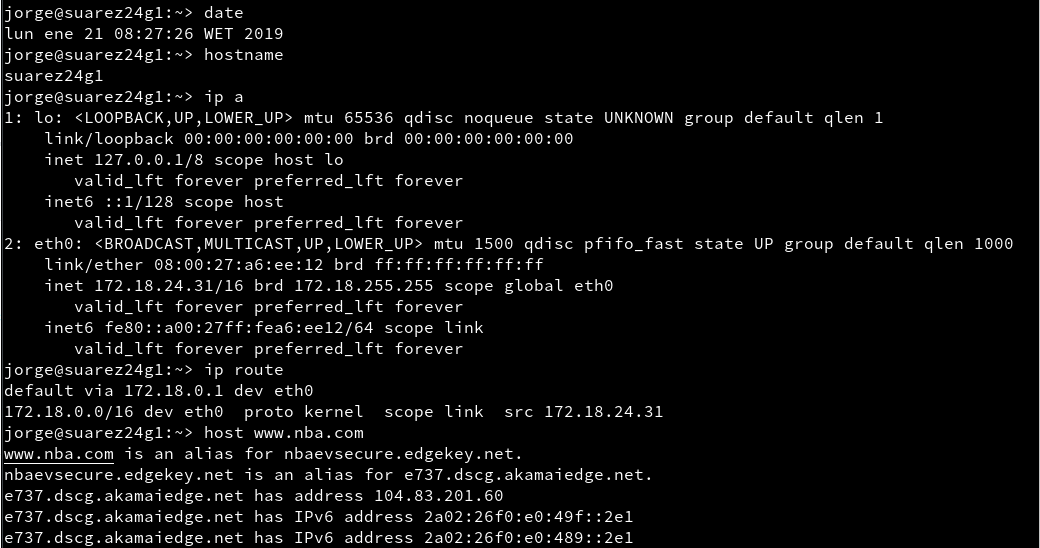 jorge@suarez24g1:~> date
lun ene 21 08:27:26 WET 2019
jorge@suarez24g1:~> hostname
suarez24g1
jorge@suarez24g1:~> ip a
1: lo: <LOOPBACK,UP,LOWER_UP> mtu 65536 qdisc noqueue state UNKNOWN group default qlen 1
    link/loopback 00:00:00:00:00:00 brd 00:00:00:00:00:00
    inet 127.0.0.1/8 scope host lo
       valid_lft forever preferred_lft forever
    inet6 ::1/128 scope host
       valid_lft forever preferred_lft forever
2: eth0: <BROADCAST,MULTICAST,UP,LOWER_UP> mtu 1500 qdisc pfifo_fast state UP group default qlen 1000
    link/ether 08:00:27:a6:ee:12 brd ff:ff:ff:ff:ff:ff
    inet 172.18.24.31/16 brd 172.18.255.255 scope global eth0
       valid_lft forever preferred_lft forever
    inet6 fe80::a00:27ff:fea6:ee12/64 scope link
       valid_lft forever preferred_lft forever
jorge@suarez24g1:~> ip route
default via 172.18.0.1 dev eth0
172.18.0.0/16 dev eth0  proto kernel  scope link  src 172.18.24.31
jorge@suarez24g1:~> host www.nba.com
www.nba.com is an alias for nbaevsecure.edgekey.net.
nbaevsecure.edgekey.net is an alias for e737.dscg.akamaiedge.net.
e737.dscg.akamaiedge.net has address 104.83.201.60
e737.dscg.akamaiedge.net has IPv6 address 2a02:26f0:e0:49f::2e1
e737.dscg.akamaiedge.net has IPv6 address 2a02:26f0:e0:489::2e1